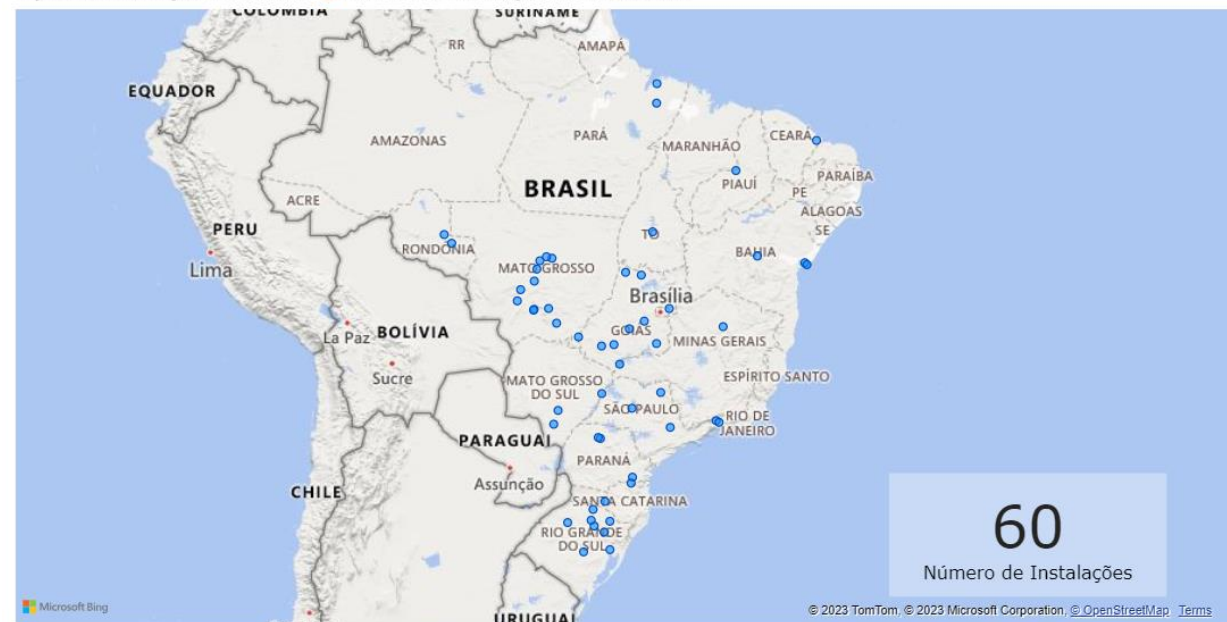 COLÔMBIA
SURINAME
RR
AMAPÁ
EQUADOR
AMAZONAS
PARÁ
MARANHÃO
CEARÁ
BRASIL
PIAUÍ
PARAÍBA
PE
ACRE
ALAGOAS
SE
PERU
TO
RONDÔNIA
BAHIA
Lima
MATO GROSSO
Brasília
La Paz
BOLÍVIA
GOIÁS
MINAS GERAIS
Sucre
MATO GROSSO
DO SUL
ESPÍRITO SANTO
SÃO PAULO
RIO DE
JANEIRO
PARAGUAI
PARANÁ
Assunção
CHILE
SANTA CATARINA
RIO GRANDE
DO SUL
60
Número de Instalações
URUGUAI
Microsoft Bing
© 2023 TomTom, © 2023 Microsoft Corporation, © OpenStreetMap Terms